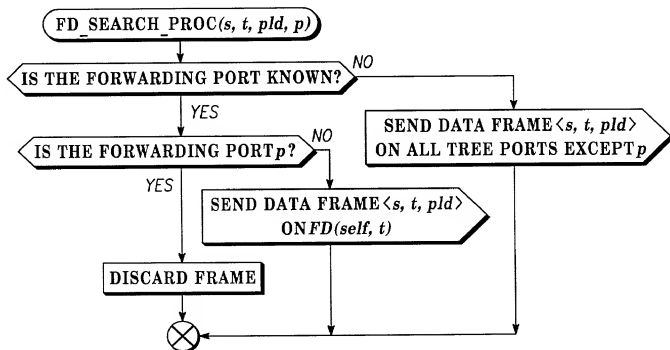 FD_SEARCH_PROC(s, t, pld, p)
IS THE FORWARDING PORT KNOWN?
NO
YES
IS THE FORWARDING PORT p?
NO
YES
SEND DATA FRAME <s, t, pld>
ON ALL TREE PORTS EXCEPT p
SEND DATA FRAME <s, t, pld>
ON FD(self, t)
DISCARD FRAME